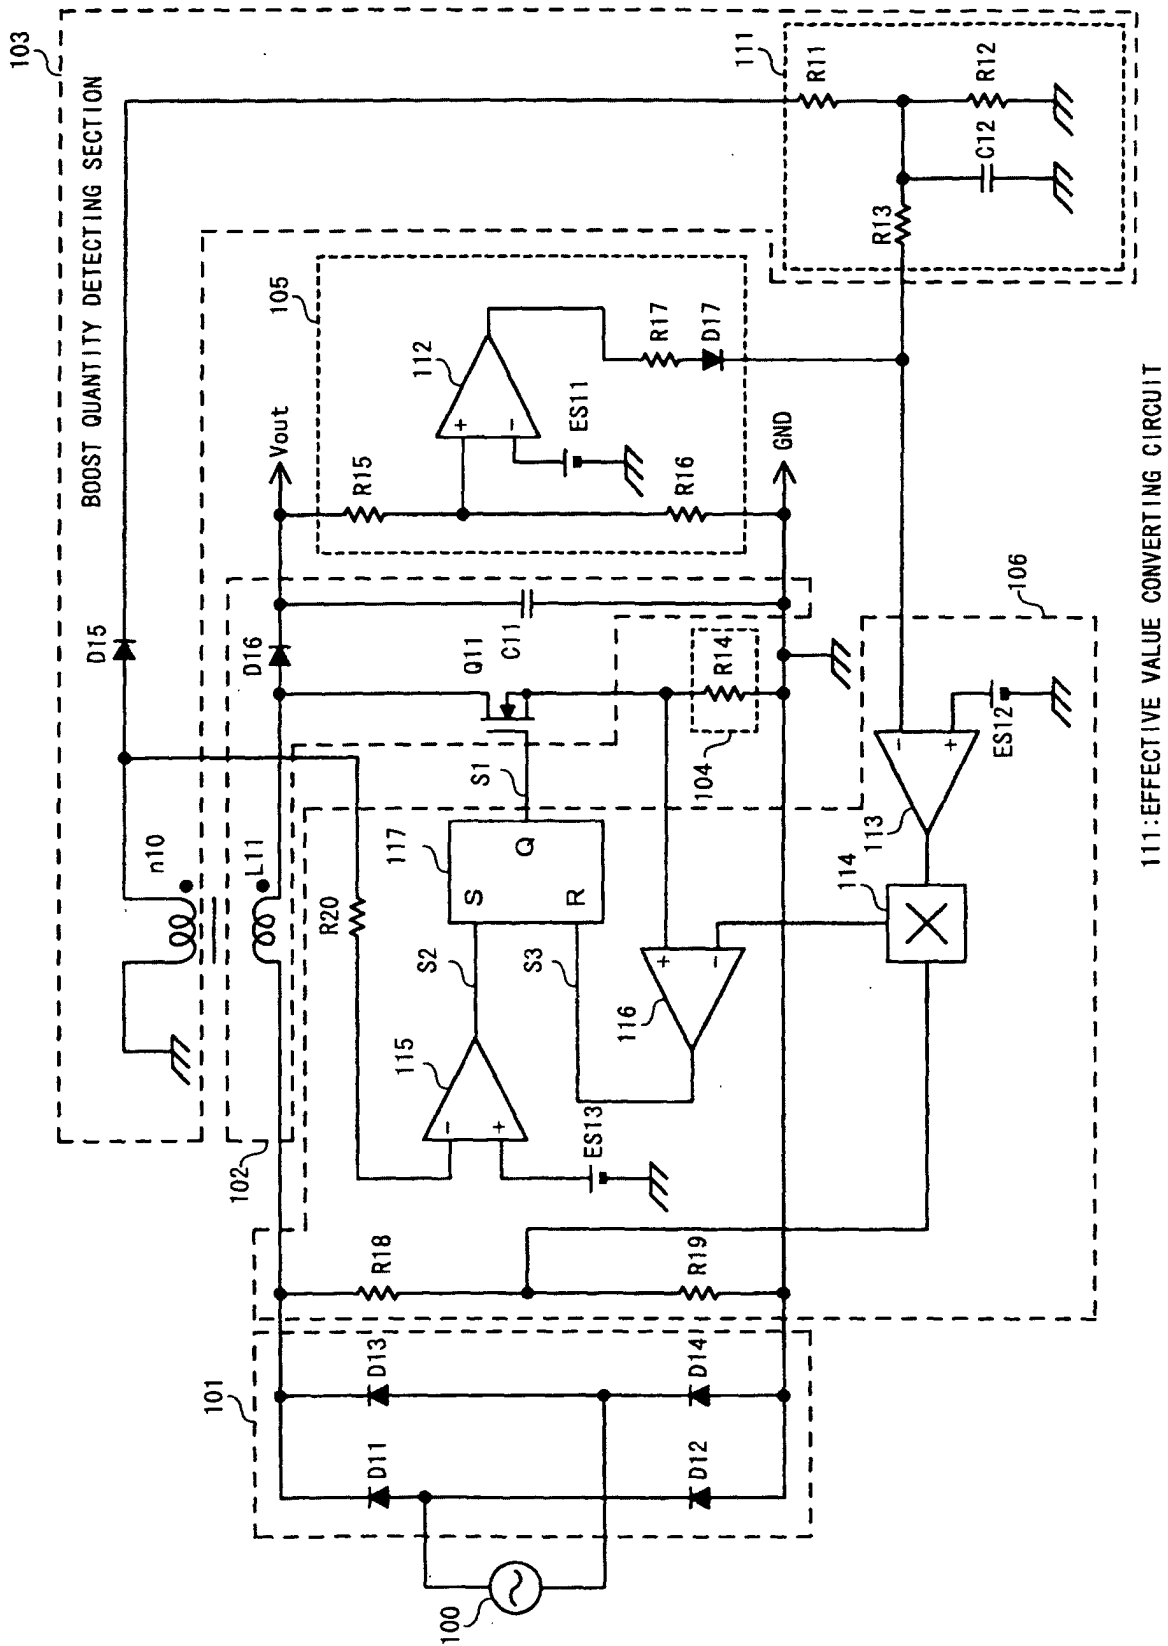 103
BOOST QUANTITY DETECTING SECTION
D15
n10
111
R11
R12
C12
R13
102
L11
D16
Vout
105
R15
112
+
−
ES11
R16
R17
D17
GND
Q11
C11
S1
104
R14
R20
117
S
Q
R
S2
S3
115
−
+
ES13
116
+
−
106
113
−
+
ES12
114
R18
R19
101
D11
D13
D12
D14
100
111:EFFECTIVE VALUE CONVERTING CIRCUIT